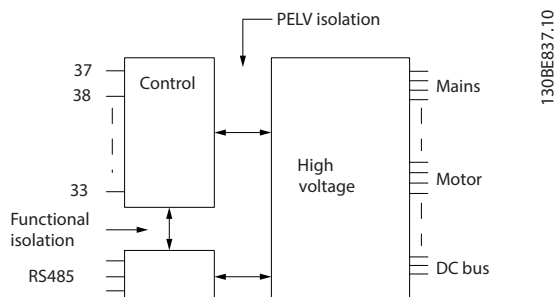 PELV isolation
130BE837.10
37
Control
38
Mains
High
voltage
Motor
33
Functional
isolation
RS485
DC bus